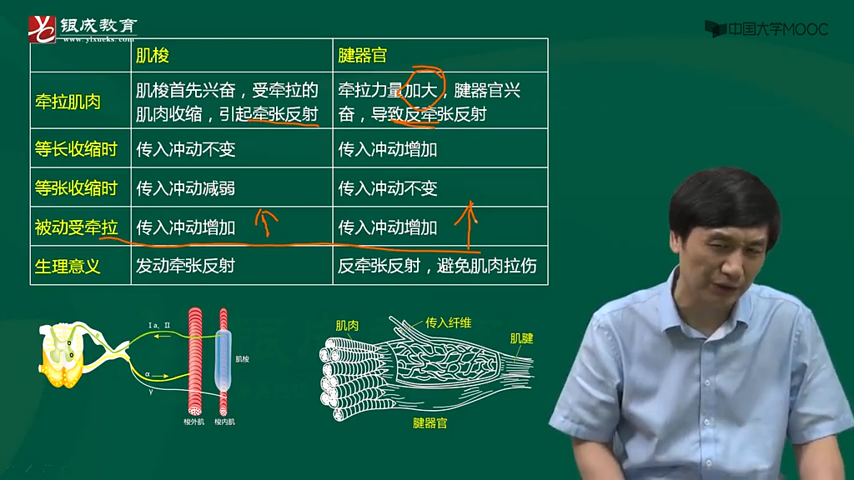 银成教育
www.yixueks.com
中国大学MOOC
肌梭
腱器官
牵拉肌肉
肌梭首先兴奋，受牵拉的
肌肉收缩，引起牵张反射
牵拉力量加大，腱器官兴
奋，导致反牵张反射
等长收缩时
传入冲动不变
传入冲动增加
等张收缩时
传入冲动减弱
传入冲动不变
被动受牵拉
传入冲动增加
传入冲动增加
生理意义
发动牵张反射
反牵张反射，避免肌肉拉伤
Ⅰa、Ⅱ
α
γ
肌梭
梭外肌
梭内肌
肌肉
传入纤维
肌腱
腱器官